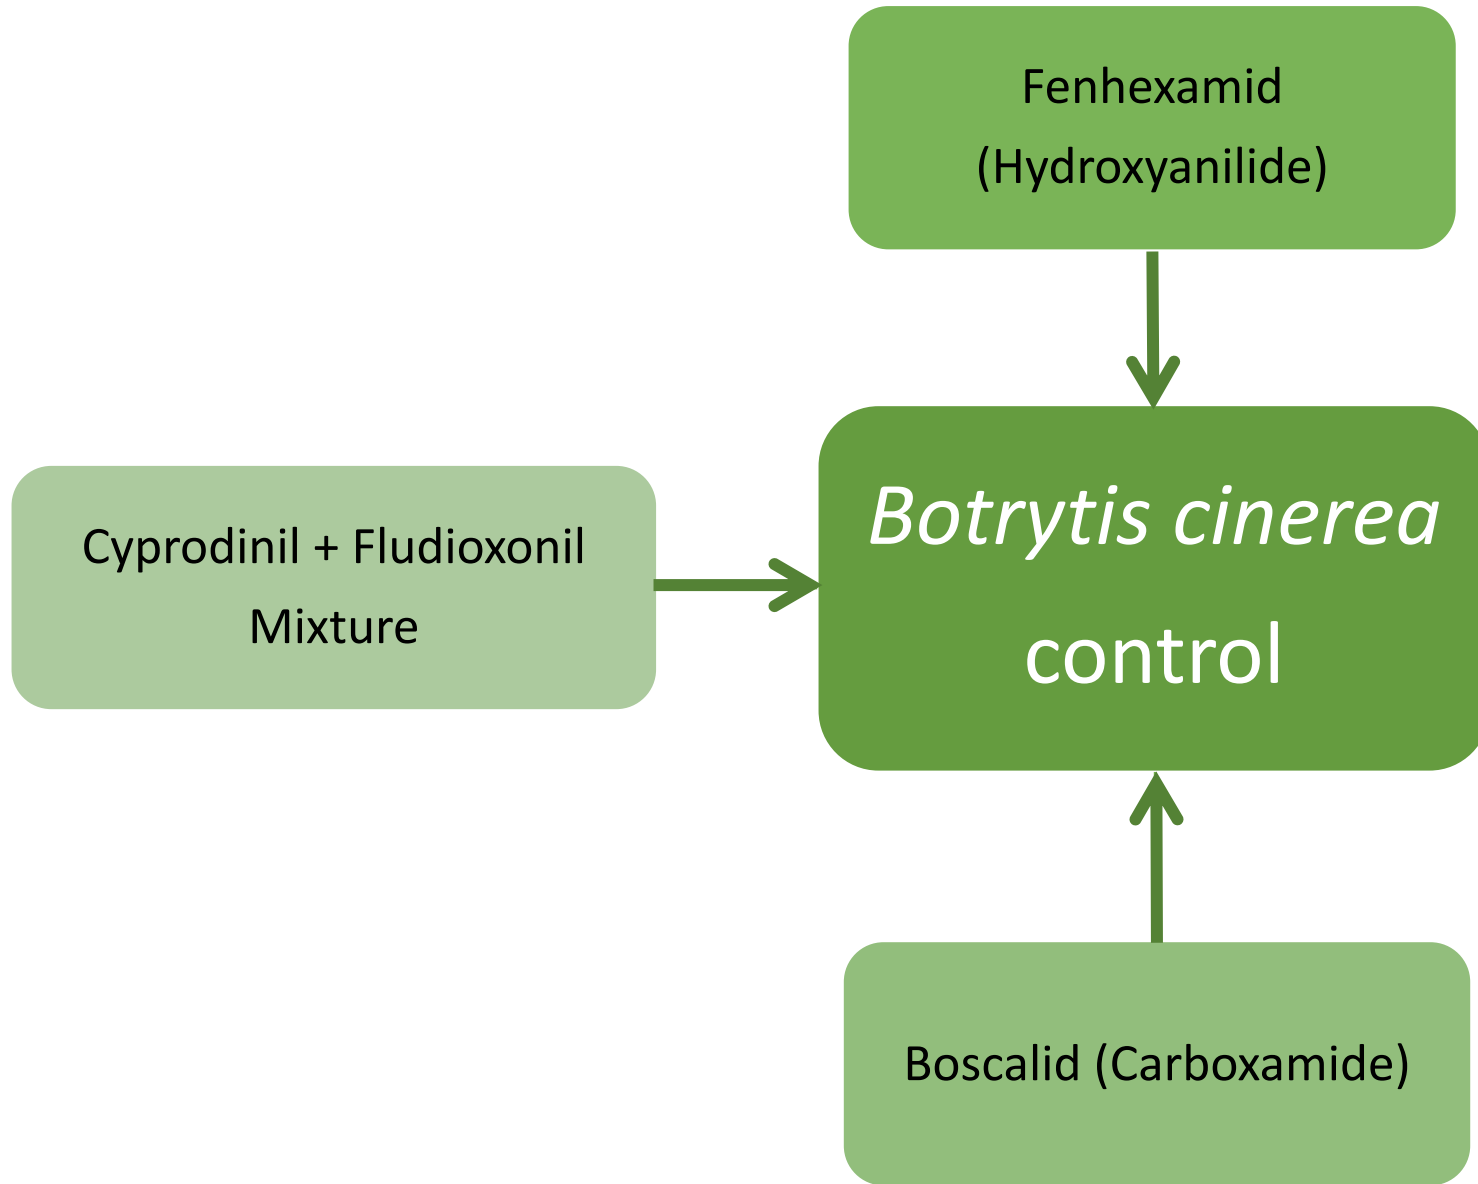 Fenhexamid
(Hydroxyanilide)
Cyprodinil + Fludioxonil
Mixture
Botrytis cinerea
control
Boscalid (Carboxamide)